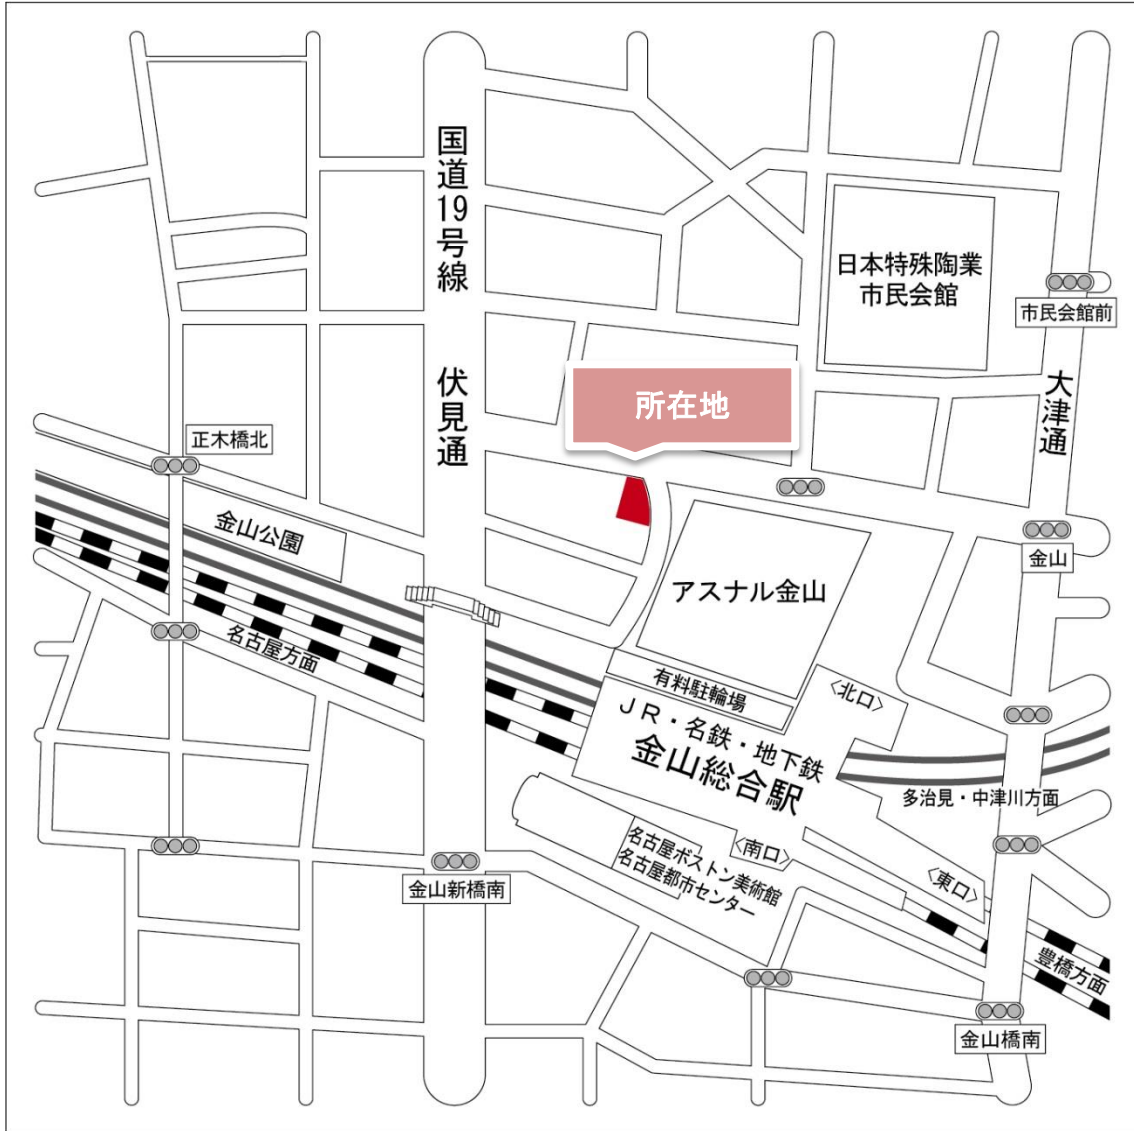 国道19号線
伏見通
日本特殊陶業
市民会館
市民会館前
大津通
所在地
正木橋北
金山公園
金山
アスナル金山
名古屋方面
有料駐輪場
〈北口〉
JR・名鉄・地下鉄
金山総合駅
多治見・中津川方面
名古屋ボストン美術館
名古屋都市センター
〈南口〉
〈東口〉
金山新橋南
豊橋方面
金山橋南